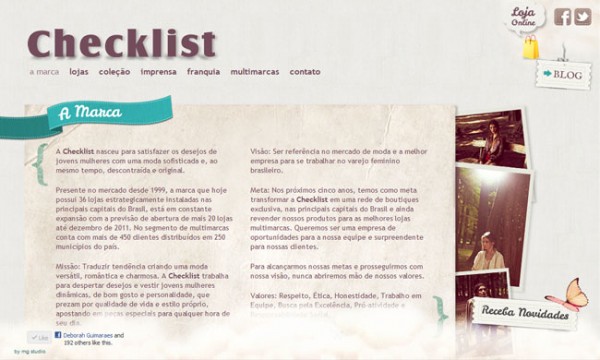 Checklist
a marca lojas coleção imprensa franquia multimarcas contato
Loja
Online
BLOG
A Marca
A Checklist nasceu para satisfazer os desejos de
jovens mulheres com uma moda sofisticada e, ao
mesmo tempo, descontraída e original.
Presente no mercado desde 1999, a marca que hoje
possui 36 lojas estrategicamente instaladas nas
principais capitais do Brasil, está em constante
expansão com a previsão de abertura de mais 20 lojas
até dezembro de 2011. No segmento de multimarcas
conta com mais de 450 clientes distribuídos em 250
municípios do país.
Missão: Traduzir tendência criando uma moda
versátil, romântica e charmosa. A Checklist trabalha
para despertar desejos e vestir jovens mulheres
dinâmicas, de bom gosto e personalidade, que
prezam por qualidade de vida e estilo próprio,
apostando em peças especiais para qualquer hora de
seu dia.
Visão: Ser referência no mercado de moda e a melhor
empresa para se trabalhar no varejo feminino
brasileiro.
Meta: Nos próximos cinco anos, temos como meta
transformar a Checklist em uma rede de boutiques
exclusiva, nas principais capitais do Brasil e ainda
revender nossos produtos para as melhores lojas
multimarcas. Queremos ser uma empresa de
oportunidades para a nossa equipe e surpreendente
para nossas clientes.
Para alcançarmos nossas metas e prosseguirmos com
nossa visão, nunca abriremos mão de nossos valores.
Valores: Respeito, Ética, Honestidade, Trabalho em
Equipe, Busca pela Excelência, Pró-atividade e
Receba Novidades
Like Deborah Guimaraes and
192 others like this.
by mg studio